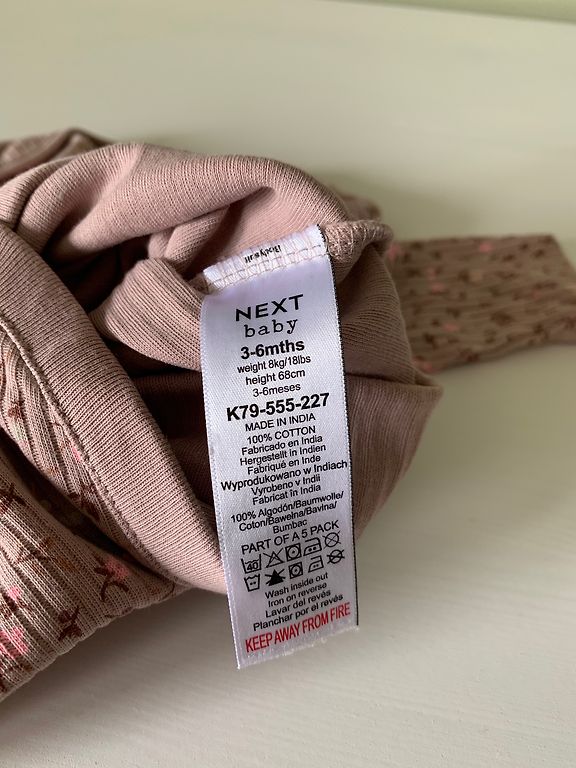 Bodysuit
NEXT
baby
3-6mths
weight 8kg/18lbs
height 68cm
3-6meses
K79-555-227
MADE IN INDIA
100% COTTON
Fabricado en India
Hergestellt in Indien
Fabriqué en Inde
Wyprodukowano w Indiach
Vyrobeno v Indii
Fabricat în India
100% Algodón/Baumwolle/
Coton/Bawełna/Bavlna/
Bumbac
PART OF A 5 PACK
40
Wash inside out
Iron on reverse
Lavar del revés
Planchar por el revés
KEEP AWAY FROM FIRE